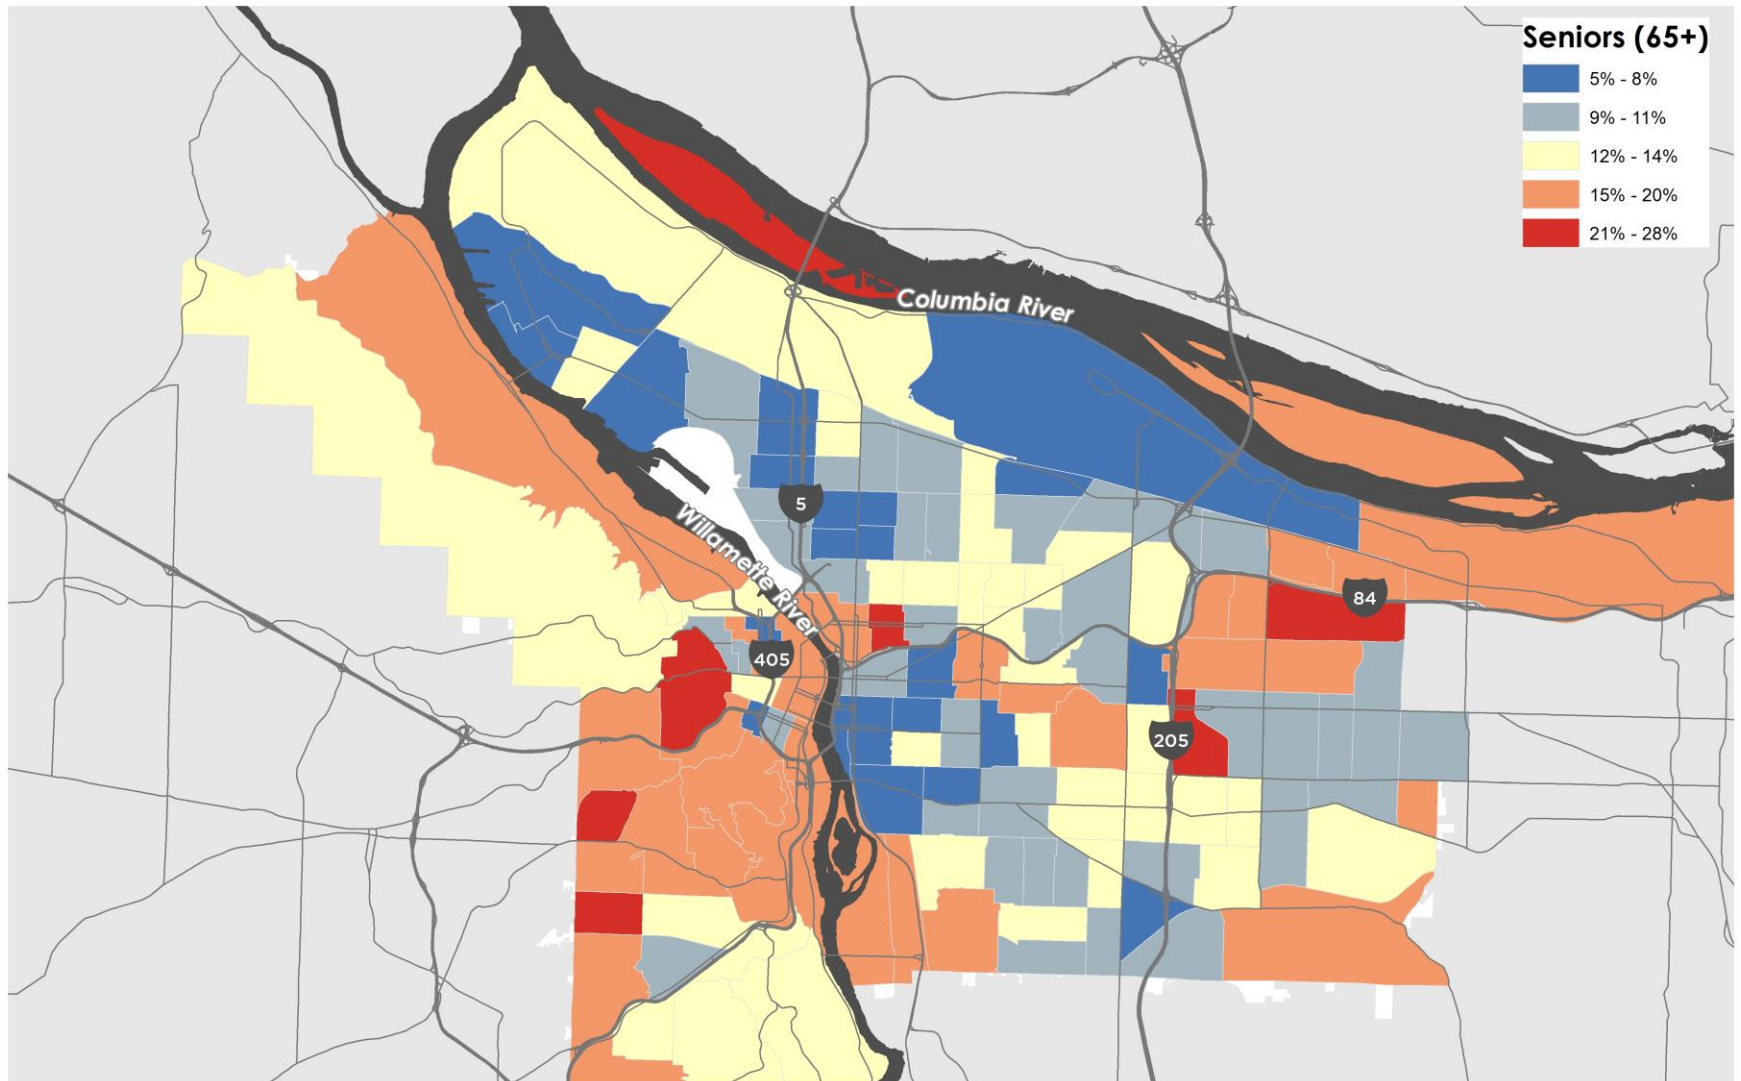 Seniors (65+)
5% - 8%
9% - 11%
12% - 14%
15% - 20%
21% - 28%
Columbia River
5
Willamette River
84
405
205